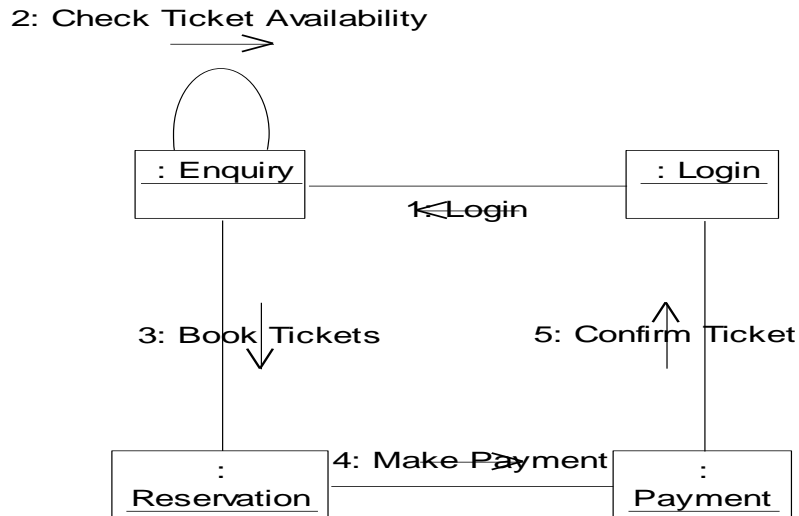 2: Check Ticket Availability
: Enquiry
: Login
1: Login
3: Book Tickets
5: Confirm Ticket
4: Make Payment
:
Reservation
:
Payment